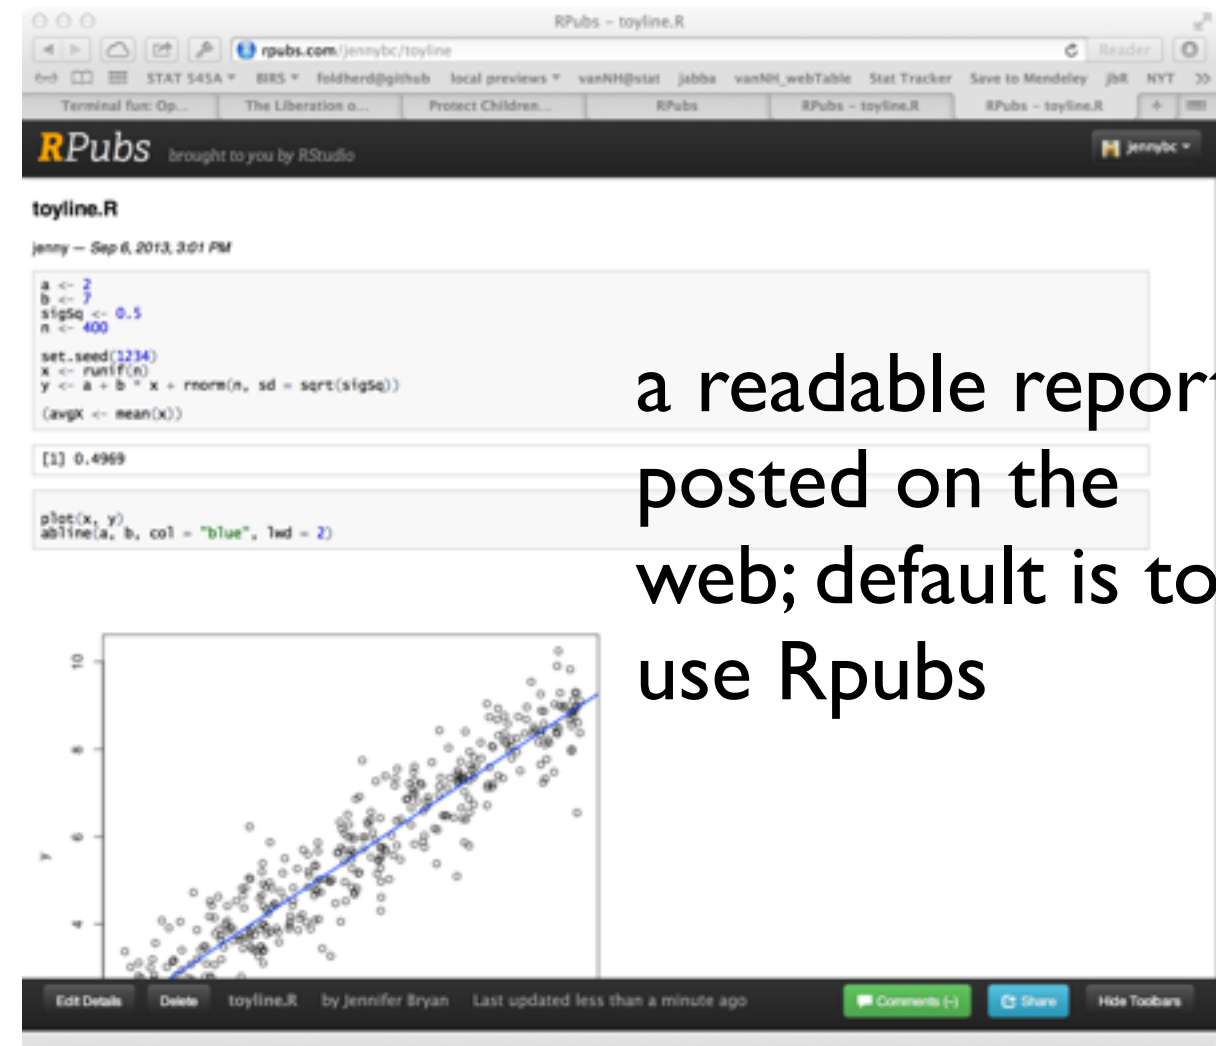 RPubs - toyline.R
rpubs.com/jennybc/toyline
Reader
STAT 545A BIRS foldherd@github local previews vanNH@stat jabba vanNH_webTable Stat Tracker Save to Mendeley jbR NYT
Terminal fun: Op... The Liberation o... Protect Children... RPubs RPubs - toyline.R RPubs - toyline.R +
RPubs brought to you by RStudio
jennybc
toyline.R
jenny — Sep 6, 2013, 3:01 PM
a <- 2
b <- 7
sigSq <- 0.5
n <- 400
set.seed(1234)
x <- runif(n)
y <- a + b * x + rnorm(n, sd = sqrt(sigSq))
(avgX <- mean(x))
[1] 0.4969
plot(x, y)
abline(a, b, col = "blue", lwd = 2)
a readable report
posted on the
web; default is to
use Rpubs
10
8
6
y
4
Edit Details Delete toyline.R by Jennifer Bryan Last updated less than a minute ago Comments (-) Share Hide Toolbars